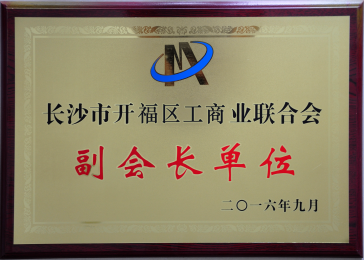 长沙市开福区工商业联合会
副会长单位
二〇一六年九月